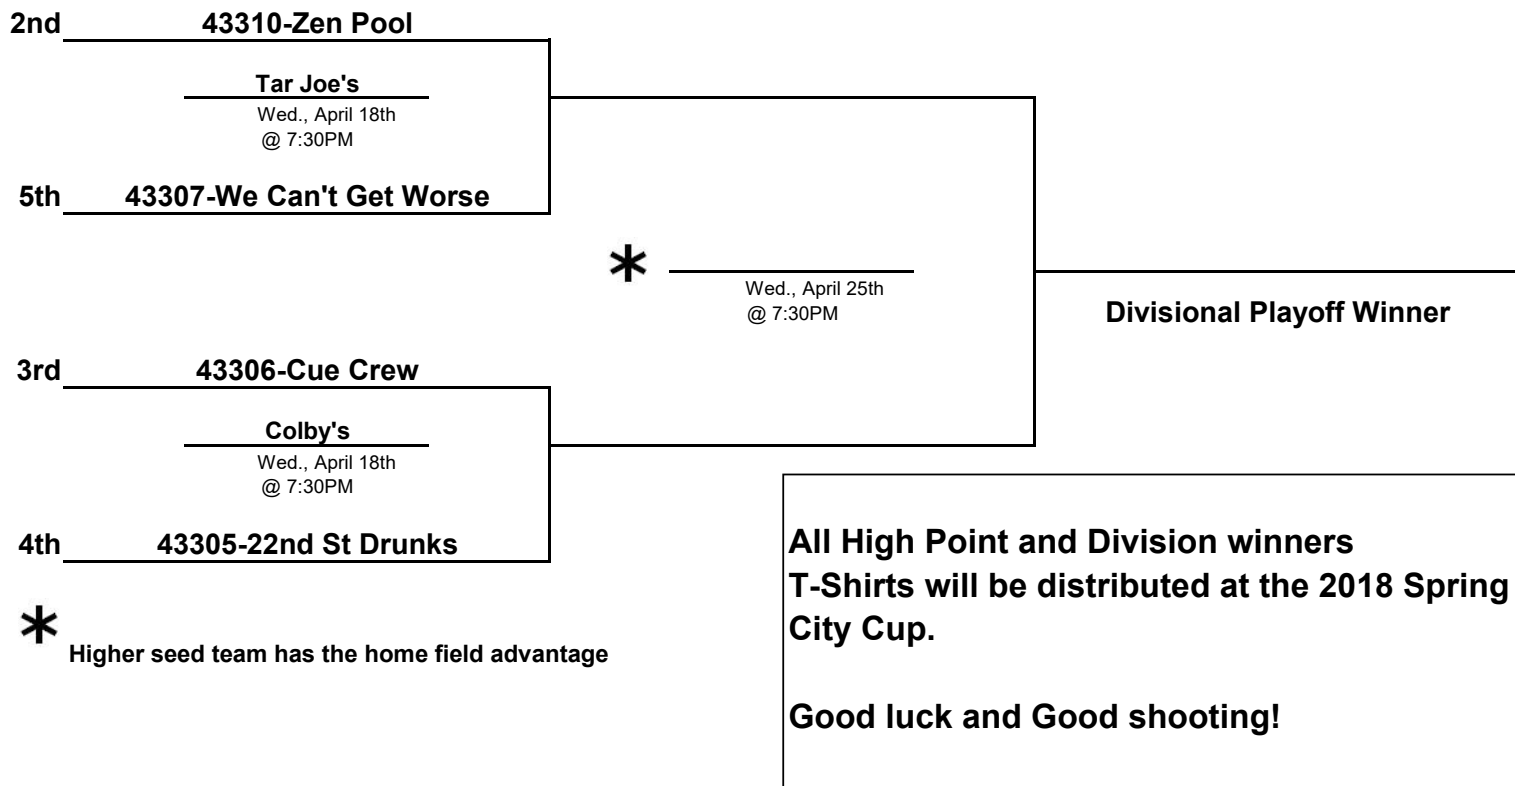 2nd 43310-Zen Pool
Tar Joe's
Wed., April 18th
@ 7:30PM
5th 43307-We Can't Get Worse
*
Wed., April 25th
@ 7:30PM
Divisional Playoff Winner
3rd 43306-Cue Crew
Colby's
Wed., April 18th
@ 7:30PM
4th 43305-22nd St Drunks
* Higher seed team has the home field advantage
All High Point and Division winners
T-Shirts will be distributed at the 2018 Spring
City Cup.
Good luck and Good shooting!